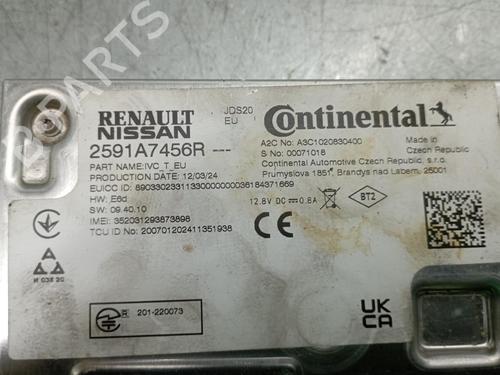 RENAULT
NISSAN
JDS20
EU
Continental
2591A7456R ---
A2C No: A3C1020830400
Made in
Czech Republic
S No: 00071018
PART NAME: IVC_T_EU
Continental Automotive Czech Republic, s.r.o.
PRODUCTION DATE: 12/03/24
Prumyslova 1851, Brandys nad Labem, 25001
EUICC ID: 89033023311330000000036184371669
HW: E6d
12.8V DC 0.8A
BT2
SW: 09.40.10
IMEI: 352031293873898
TCU ID No: 200701202411351938
CE
201-220073
UK
CA
B-PARTS